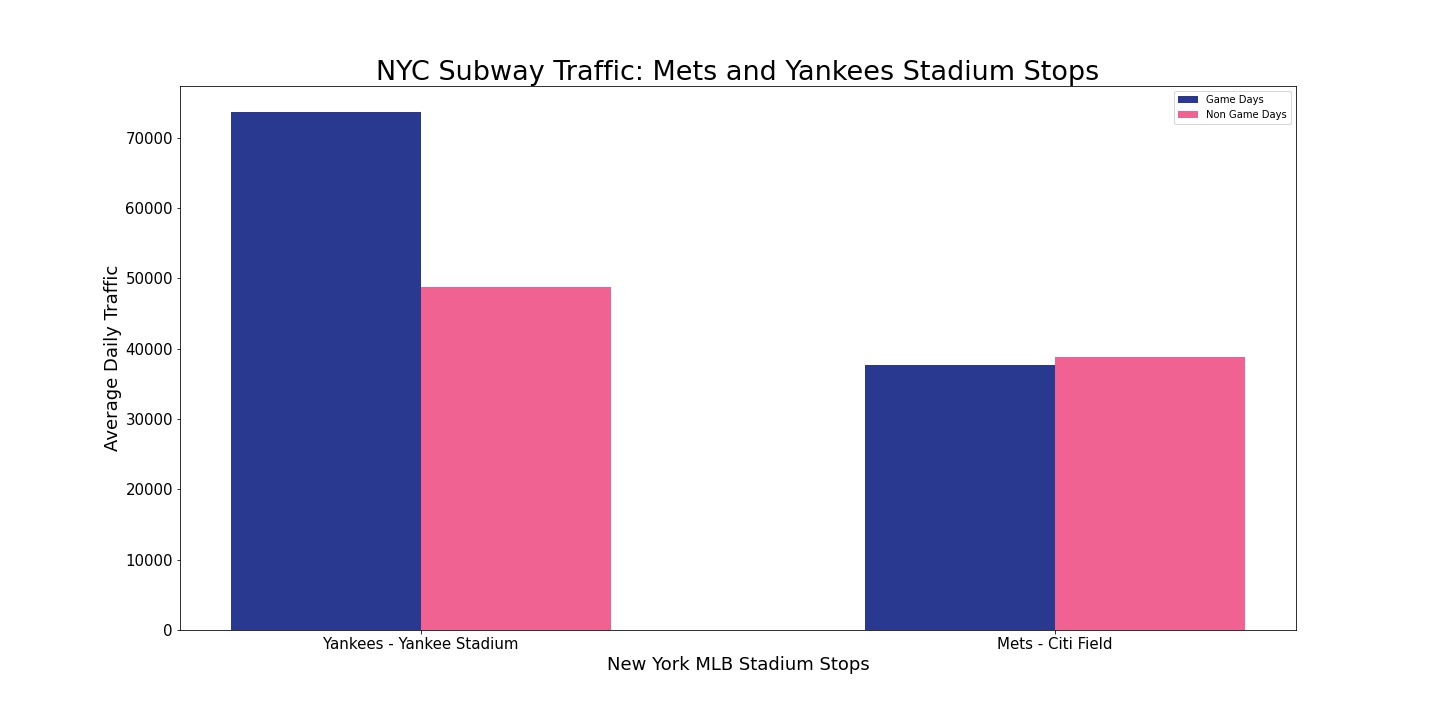 NYC Subway Traffic: Mets and Yankees Stadium Stops
Game Days
Non Game Days
Average Daily Traffic
70000
60000
50000
40000
30000
20000
10000
0
Yankees - Yankee Stadium
Mets - Citi Field
New York MLB Stadium Stops